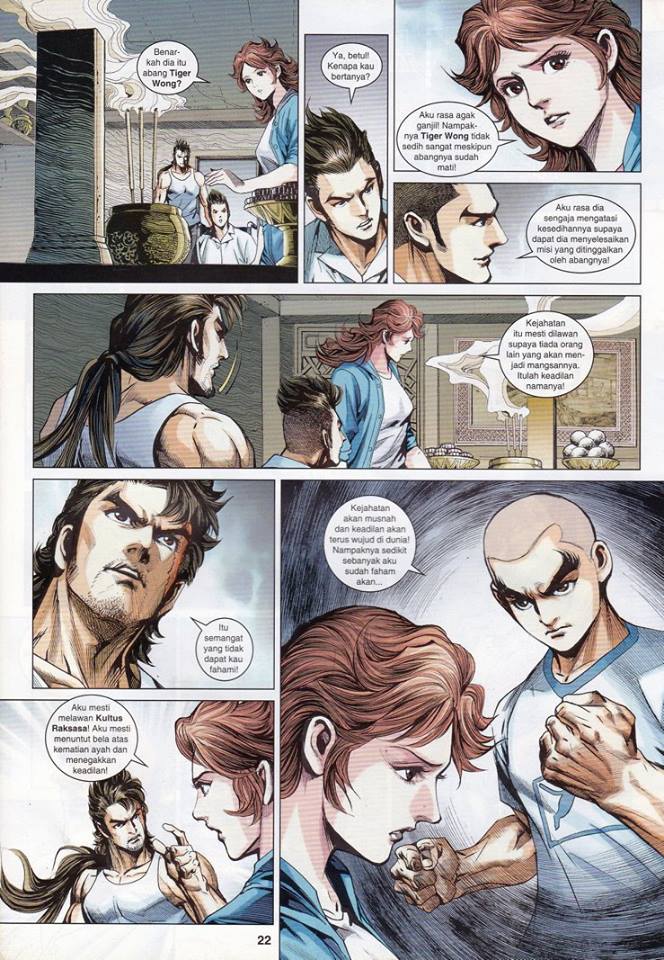 Benar-
kah dia itu
abang Tiger
Wong?
Ya, betul!
Kenapa kau
bertanya?
Aku rasa agak
ganjil! Nampak-
nya Tiger Wong tidak
sedih sangat meskipun
abangnya sudah
mati!
Aku rasa dia
sengaja mengatasi
kesedihannya supaya
dapat dia menyelesaikan
misi yang ditinggalkan
oleh abangnya!
Kejahatan
itu mesti dilawan
supaya tiada orang
lain yang akan men-
jadi mangsannya.
Itulah keadilan
namanya!
Itu
semangat
yang tidak
dapat kau
fahami!
Kejahatan
akan musnah
dan keadilan akan
terus wujud di dunia!
Nampaknya sedikit
sebanyak aku
sudah faham
akan...
Aku mesti
melawan Kultus
Raksasa! Aku mesti
menuntut bela atas
kematian ayah dan
menegakkan
keadilan!
22